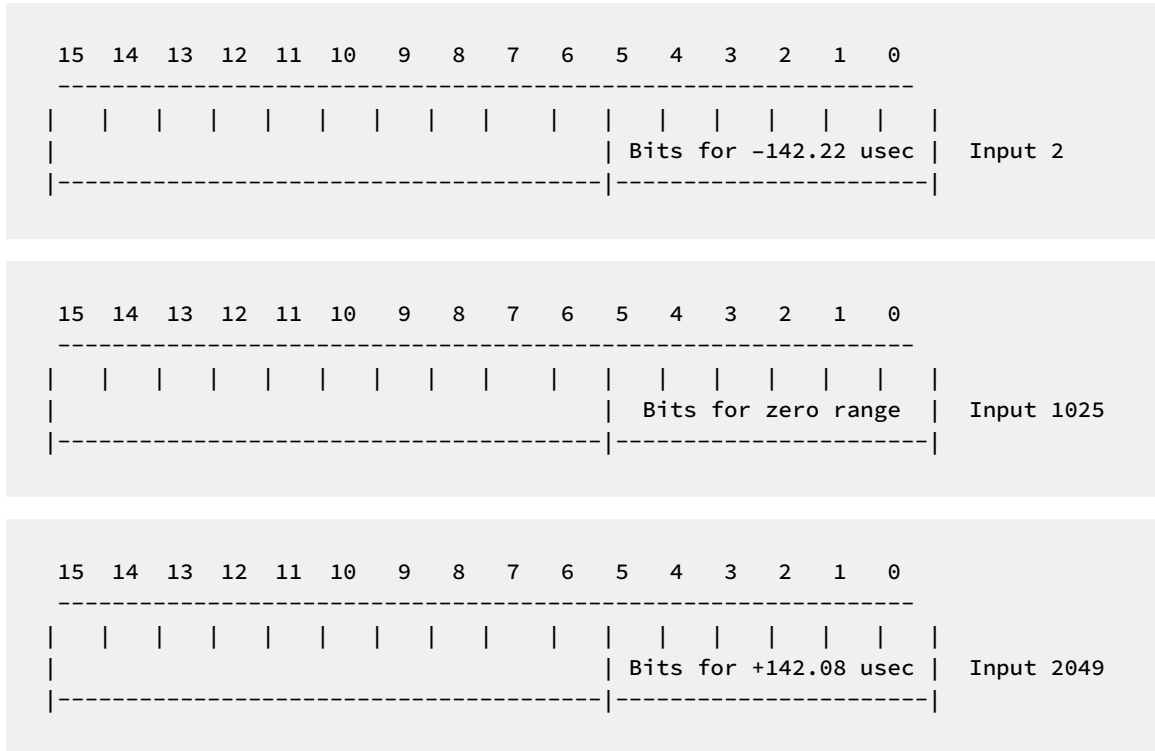 15  14  13  12  11  10   9   8   7   6   5   4   3   2   1   0
---------------------------------------------------------------
|   |   |   |   |   |   |   |   |    |   |   |   |   |   |   |   |
|                                        | Bits for –142.22 usec |  Input 2
|----------------------------------------|-----------------------|
15  14  13  12  11  10   9   8   7   6   5   4   3   2   1   0
---------------------------------------------------------------
|   |   |   |   |   |   |   |   |    |   |   |   |   |   |   |   |
|                                        |  Bits for zero range  |  Input 1025
|----------------------------------------|-----------------------|
15  14  13  12  11  10   9   8   7   6   5   4   3   2   1   0
---------------------------------------------------------------
|   |   |   |   |   |   |   |   |    |   |   |   |   |   |   |   |
|                                        | Bits for +142.08 usec |  Input 2049
|----------------------------------------|-----------------------|